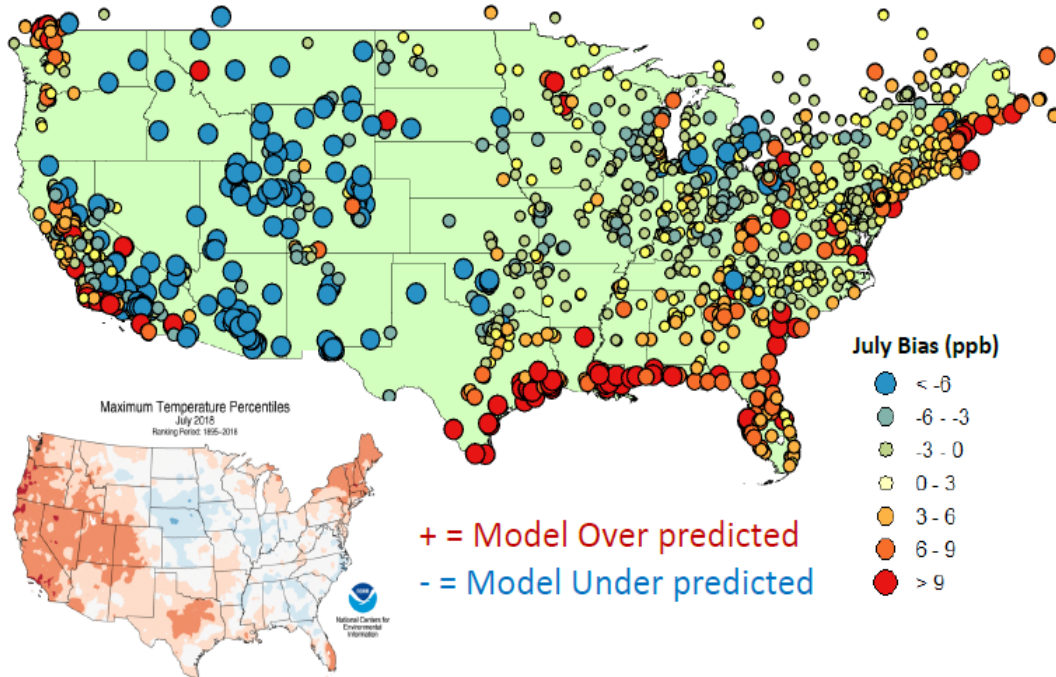 July Bias (ppb)
< -6
-6 - -3
-3 - 0
0 - 3
3 - 6
6 - 9
> 9
Maximum Temperature Percentiles
July 2018
Ranking Period: 1895-2018
+ = Model Over predicted
- = Model Under predicted
National Centers for
Environmental
Information